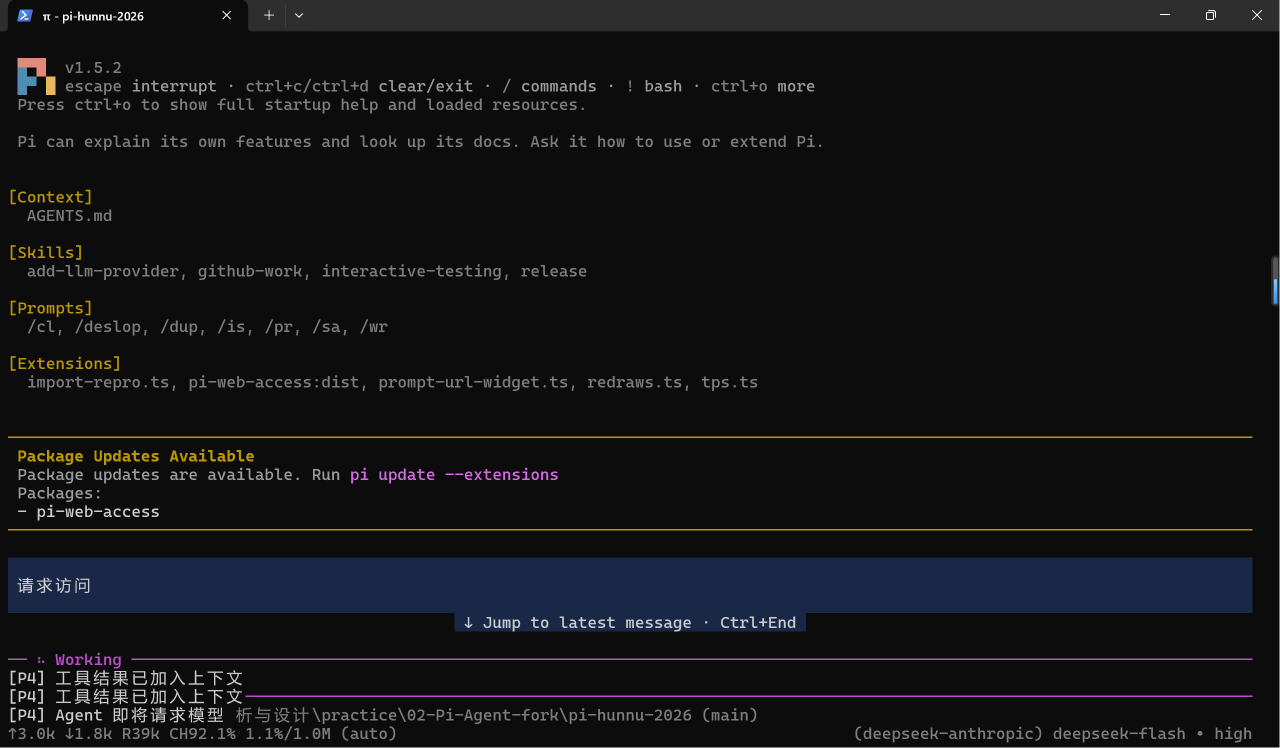 π - pi-hunnu-2026
v1.5.2
escape interrupt · ctrl+c/ctrl+d clear/exit · / commands · ! bash · ctrl+o more
Press ctrl+o to show full startup help and loaded resources.
Pi can explain its own features and look up its docs. Ask it how to use or extend Pi.
[Context]
AGENTS.md
[Skills]
add-llm-provider, github-work, interactive-testing, release
[Prompts]
/cl, /deslop, /dup, /is, /pr, /sa, /wr
[Extensions]
import-repro.ts, pi-web-access:dist, prompt-url-widget.ts, redraws.ts, tps.ts
Package Updates Available
Package updates are available. Run pi update --extensions
Packages:
- pi-web-access
请求访问
↓ Jump to latest message · Ctrl+End
Working
[P4] 工具结果已加入上下文
[P4] 工具结果已加入上下文
[P4] Agent 即将请求模型 析与设计\practice\02-Pi-Agent-fork\pi-hunnu-2026 (main)
↑3.0k ↓1.8k R39k CH92.1% 1.1%/1.0M (auto) (deepseek-anthropic) deepseek-flash • high